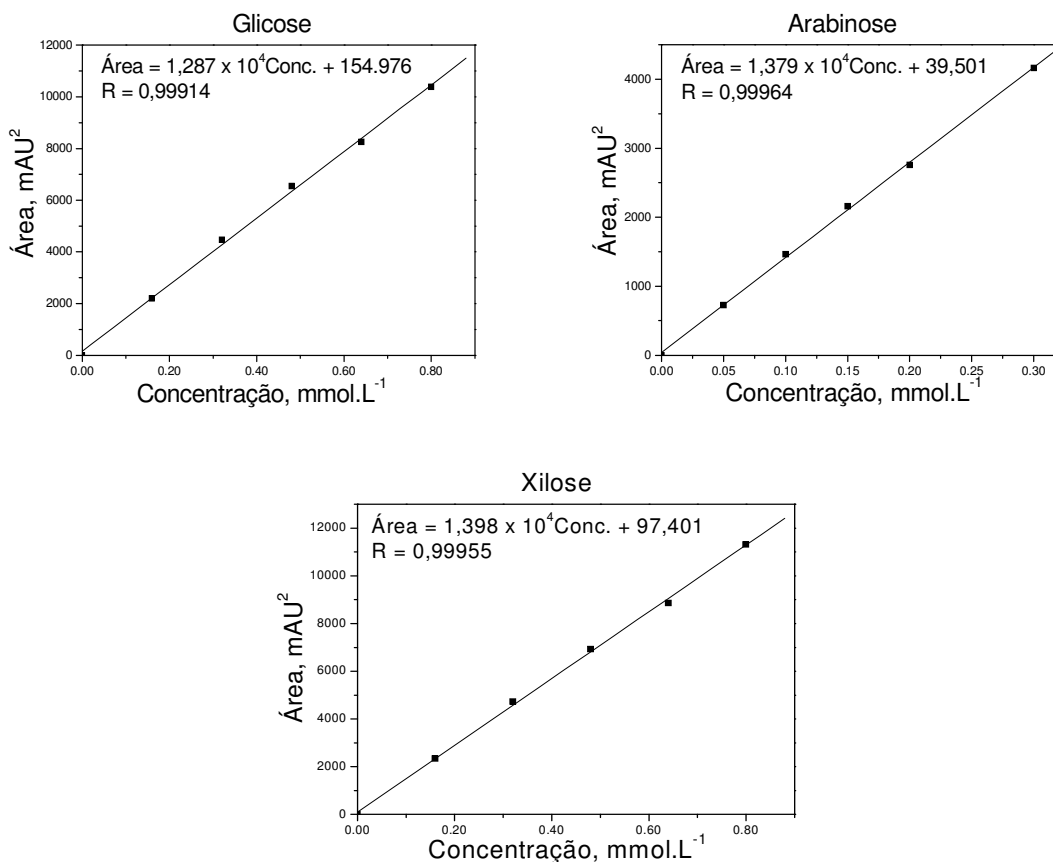 Glicose
Área = 1,287 x 10⁴Conc. + 154.976
R = 0,99914
Área, mAU²
12000
10000
8000
6000
4000
2000
0
0.00 0.20 0.40 0.60 0.80
Concentração, mmol.L⁻¹
Arabinose
Área = 1,379 x 10⁴Conc. + 39,501
R = 0,99964
Área, mAU²
4000
3000
2000
1000
0
0.00 0.05 0.10 0.15 0.20 0.25 0.30
Concentração, mmol.L⁻¹
Xilose
Área = 1,398 x 10⁴Conc. + 97,401
R = 0,99955
Área, mAU²
12000
10000
8000
6000
4000
2000
0
0.00 0.20 0.40 0.60 0.80
Concentração, mmol.L⁻¹